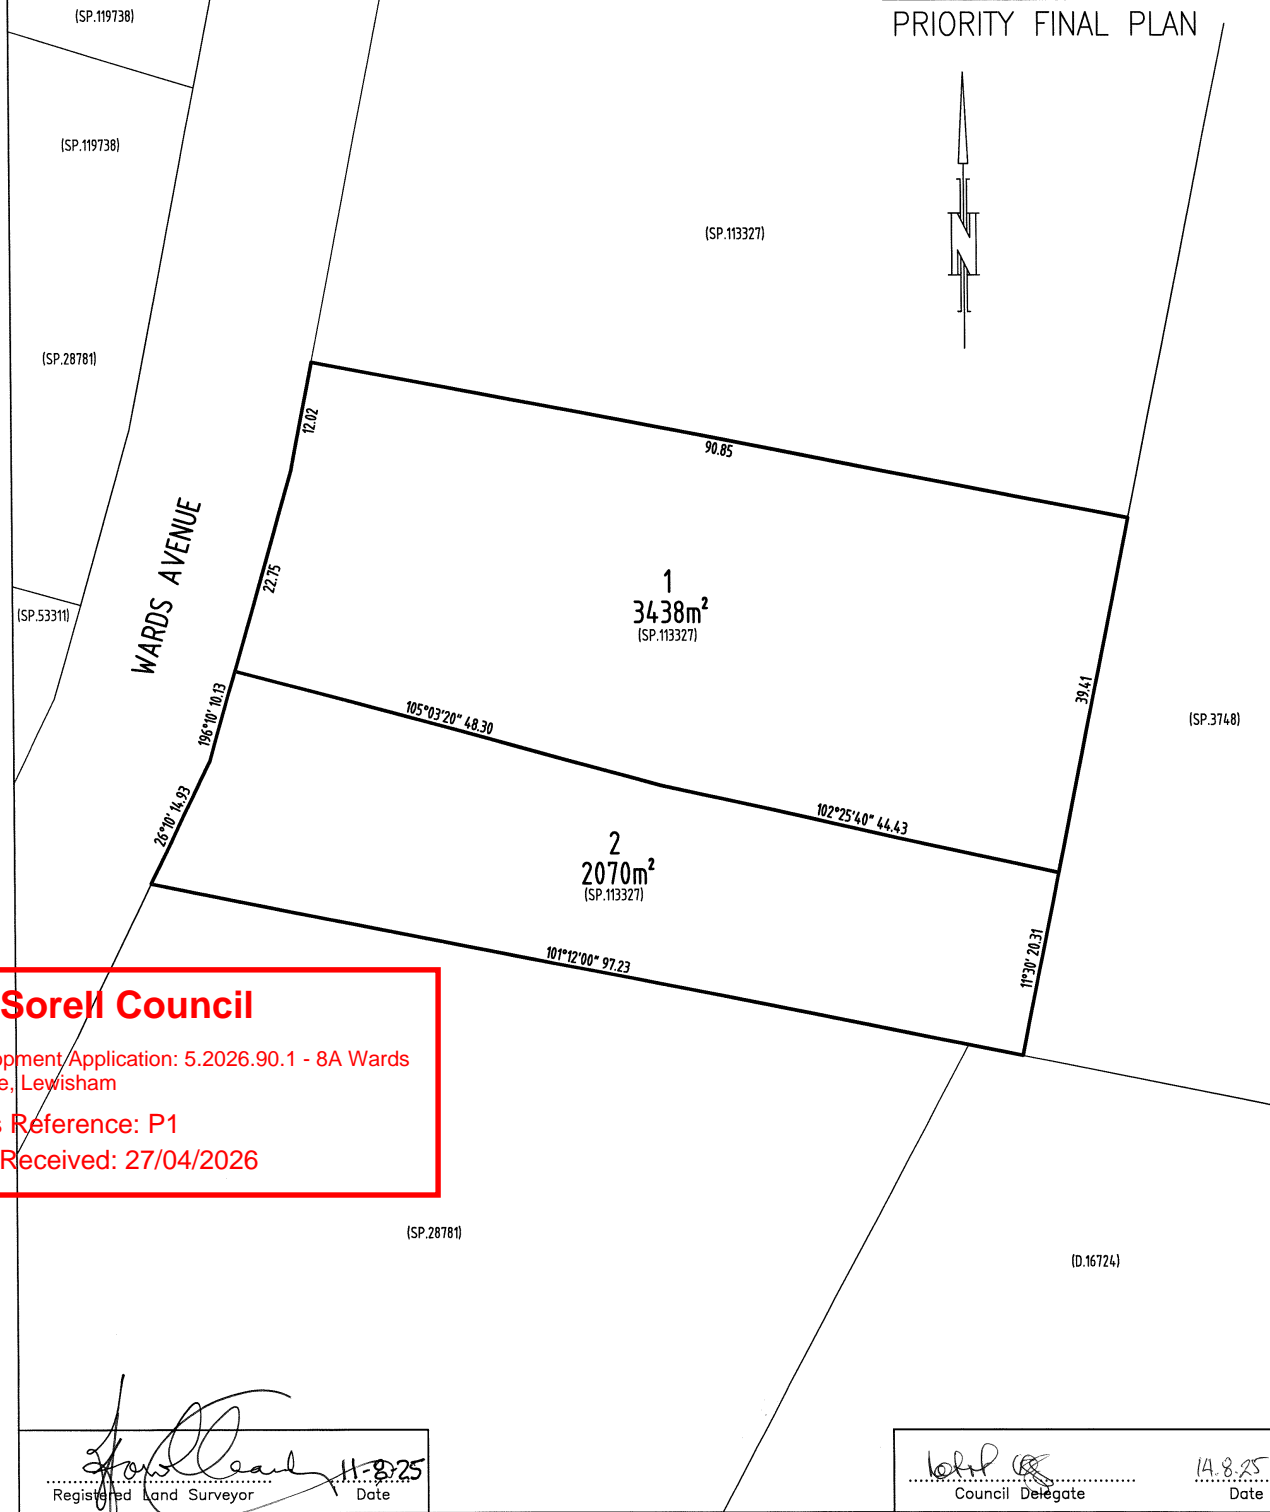 (SP.119738)
PRIORITY FINAL PLAN
(SP.119738)
N
(SP.113327)
(SP.28781)
12.02
90.85
WARDS AVENUE
22.75
1
3438m²
(SP.113327)
(SP.53311)
39.41
196°10' 10.13
105°03'20" 48.30
(SP.3748)
26°10' 14.93
102°25'40" 44.43
2
2070m²
(SP.113327)
101°12'00" 97.23
11°30' 20.31
Sorell Council
opment Application: 5.2026.90.1 - 8A Wards
e, Lewisham
s Reference: P1
Received: 27/04/2026
(SP.28781)
(D.16724)
11-8-25
Registered Land Surveyor Date
14.8.25
Council Delegate Date